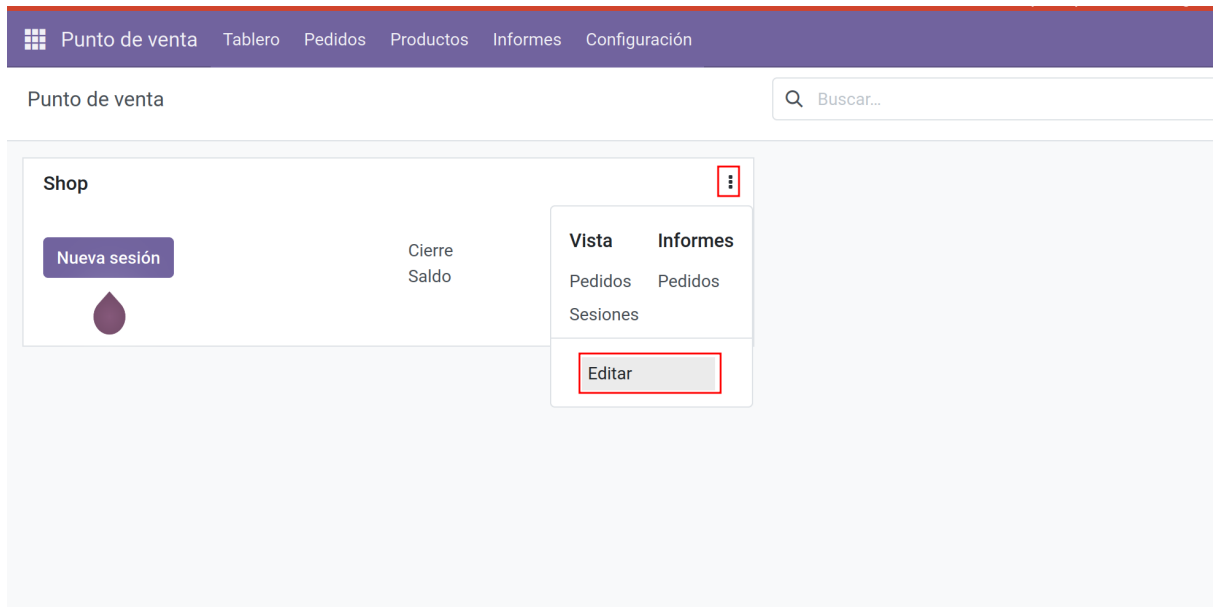 Punto de venta Tablero Pedidos Productos Informes Configuración
Punto de venta
Buscar...
Shop
Nueva sesión
Cierre
Saldo
Vista Informes
Pedidos Pedidos
Sesiones
Editar